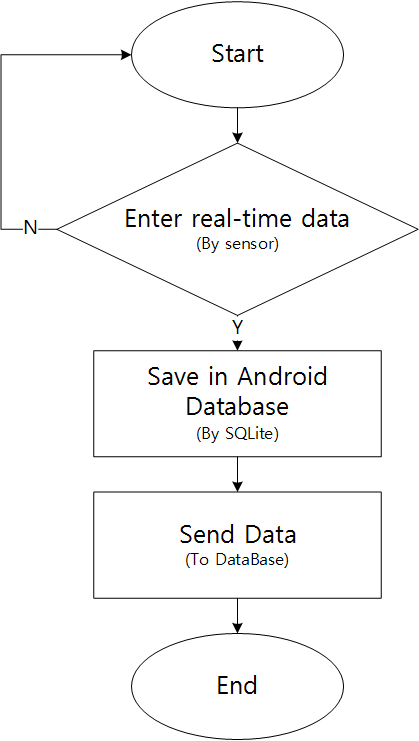 Start
Enter real-time data
(By sensor)
N
Y
Save in Android
Database
(By SQLite)
Send Data
(To DataBase)
End